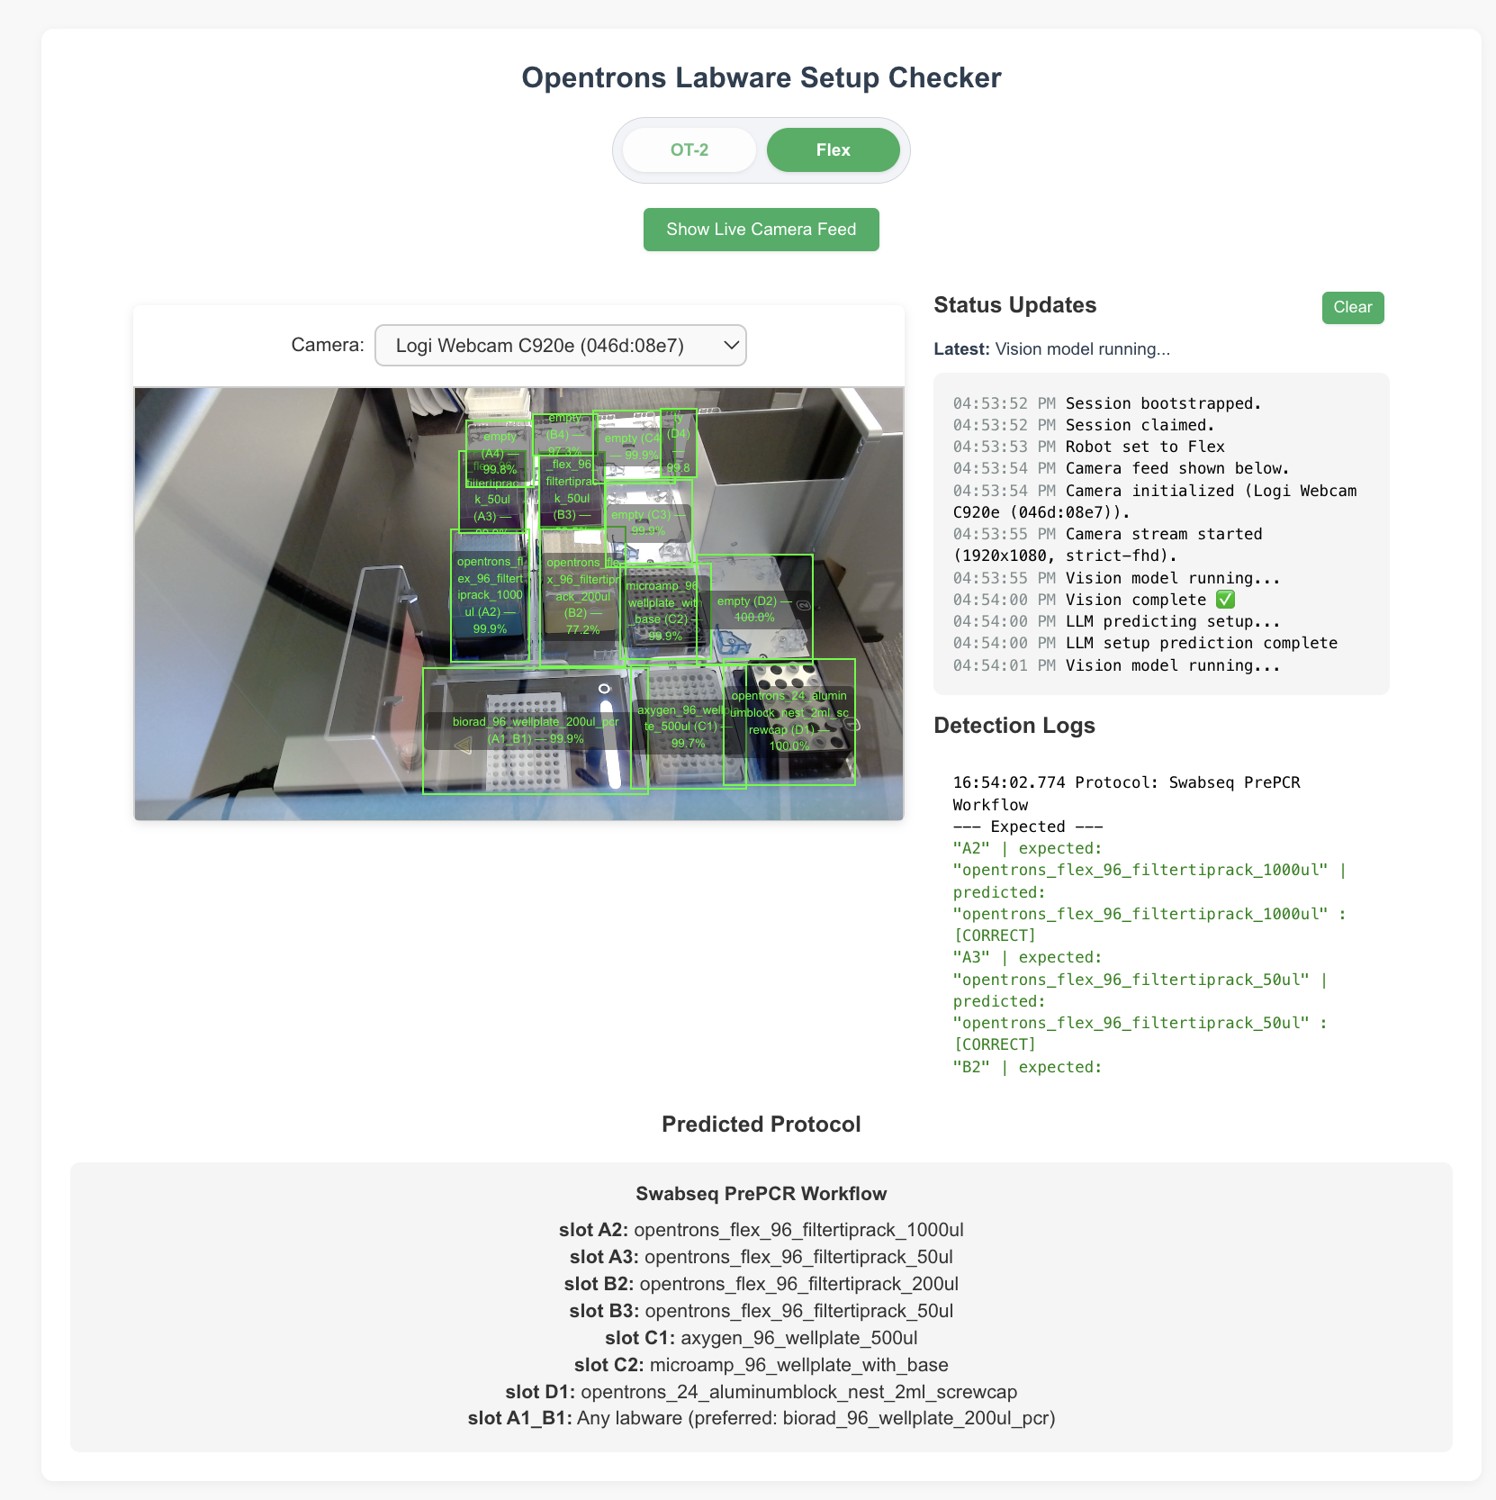 Opentrons Labware Setup Checker
OT-2
Flex
Show Live Camera Feed
Camera:
Logi Webcam C920e (046d:08e7)
empty
(A4) —
99.8%
empty
(B4) —
97.3%
empty (C4
— 99.9%
(D4)
—
99.8
k_50ul
(A3) —
_flex_96_
filtertiprac
k_50ul
(B3) —
empty (C3) —
99.9%
opentrons_fl
ex_96_filtert
iprack_1000
ul (A2) —
99.9%
opentrons_fle
x_96_filtertipr
ack_200ul
(B2) —
77.2%
microamp_96_
wellplate_with
_base (C2) —
99.9%
empty (D2) —
100.0%
biorad_96_wellplate_200ul_pcr
(A1_B1) — 99.9%
axygen_96_wellpla
te_500ul (C1) —
99.7%
opentrons_24_alumin
umblock_nest_2ml_sc
rewcap (D1) —
100.0%
Status Updates
Clear
Latest: Vision model running...
04:53:52 PM Session bootstrapped.
04:53:52 PM Session claimed.
04:53:53 PM Robot set to Flex
04:53:54 PM Camera feed shown below.
04:53:54 PM Camera initialized (Logi Webcam
C920e (046d:08e7)).
04:53:55 PM Camera stream started
(1920x1080, strict-fhd).
04:53:55 PM Vision model running...
04:54:00 PM Vision complete ✅
04:54:00 PM LLM predicting setup...
04:54:00 PM LLM setup prediction complete
04:54:01 PM Vision model running...
Detection Logs
16:54:02.774 Protocol: Swabseq PrePCR
Workflow
--- Expected ---
"A2" | expected:
"opentrons_flex_96_filtertiprack_1000ul" |
predicted:
"opentrons_flex_96_filtertiprack_1000ul" :
[CORRECT]
"A3" | expected:
"opentrons_flex_96_filtertiprack_50ul" |
predicted:
"opentrons_flex_96_filtertiprack_50ul" :
[CORRECT]
"B2" | expected:
Predicted Protocol
Swabseq PrePCR Workflow
slot A2: opentrons_flex_96_filtertiprack_1000ul
slot A3: opentrons_flex_96_filtertiprack_50ul
slot B2: opentrons_flex_96_filtertiprack_200ul
slot B3: opentrons_flex_96_filtertiprack_50ul
slot C1: axygen_96_wellplate_500ul
slot C2: microamp_96_wellplate_with_base
slot D1: opentrons_24_aluminumblock_nest_2ml_screwcap
slot A1_B1: Any labware (preferred: biorad_96_wellplate_200ul_pcr)